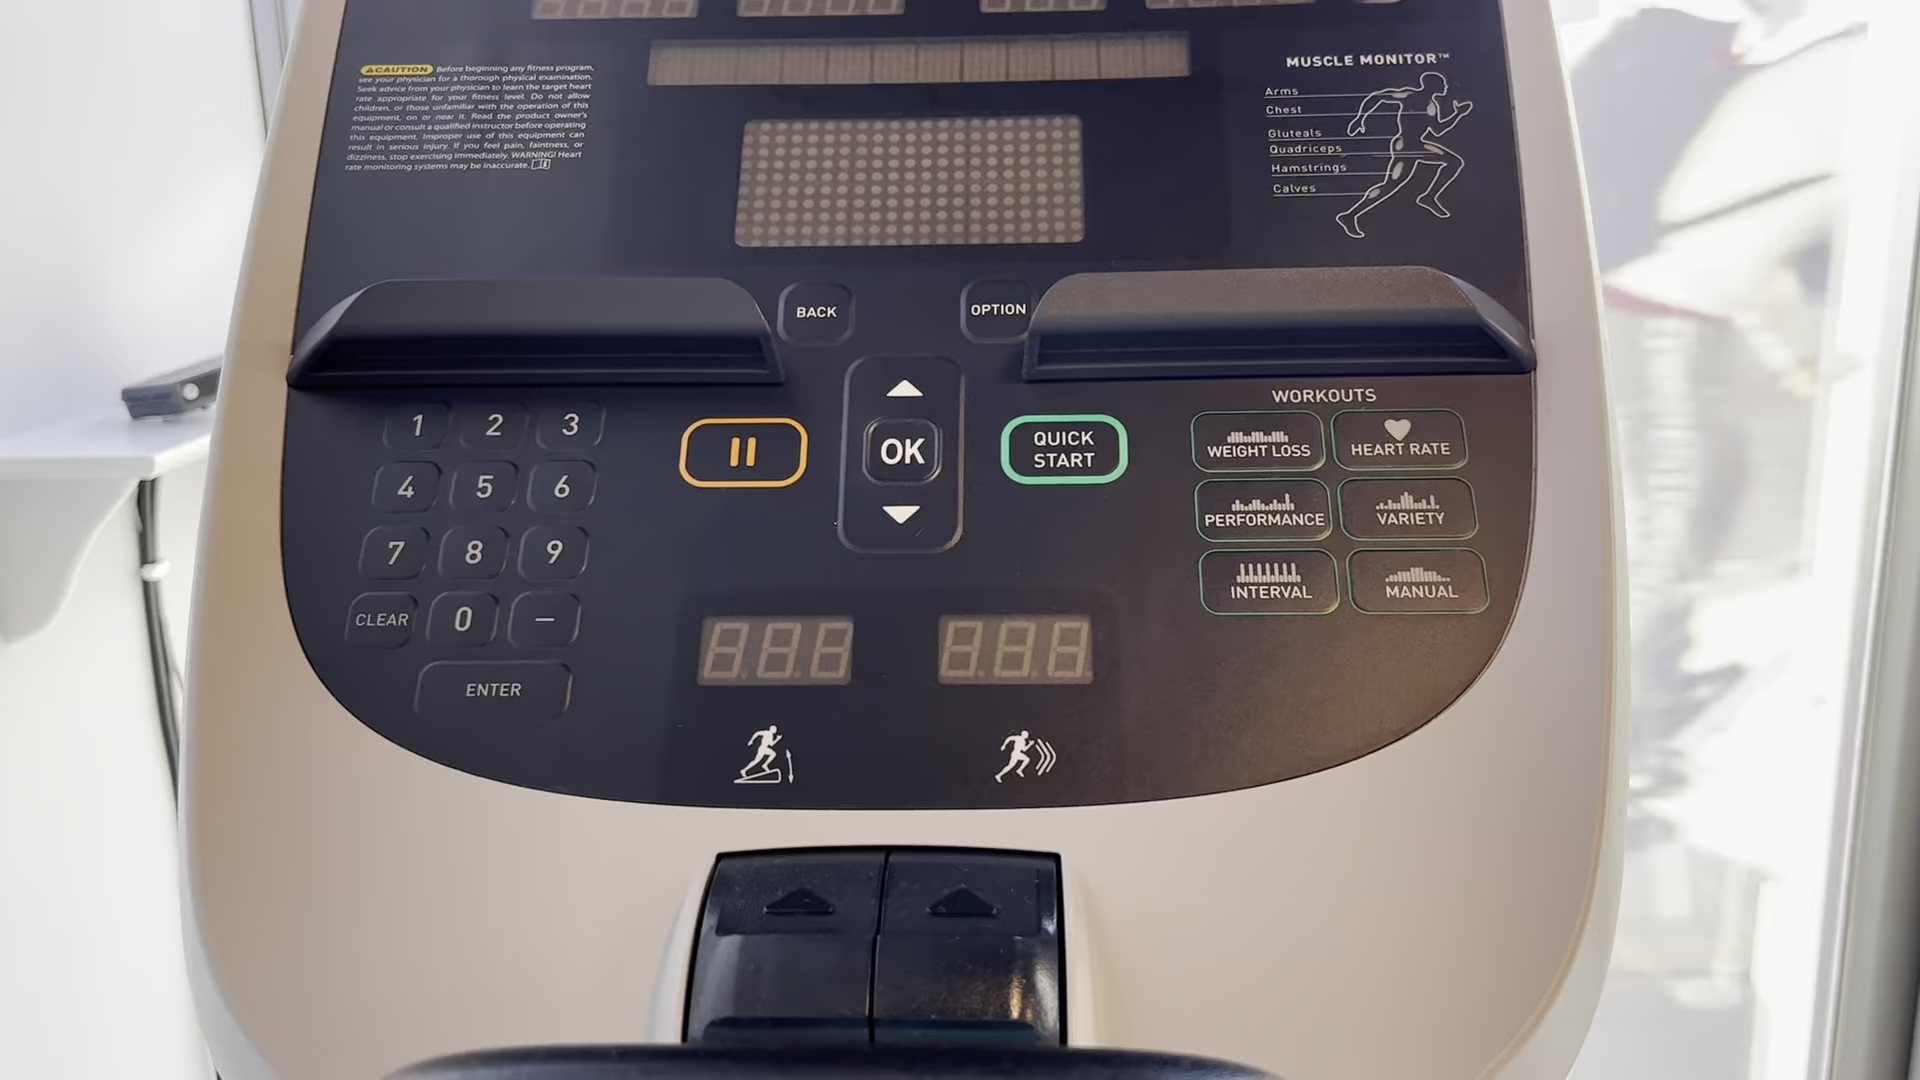 CAUTION Before beginning any fitness program,
see your physician for a thorough physical examination.
Seek advice from your physician to learn the target heart
rate appropriate for your fitness level. Do not allow
children, or those unfamiliar with the operation of this
equipment, on or near it. Read the product owner's
manual or consult a qualified instructor before operating
this equipment. Improper use of this equipment can
result in serious injury. If you feel pain, faintness, or
dizziness, stop exercising immediately. WARNING! Heart
rate monitoring systems may be inaccurate.
MUSCLE MONITOR™
Arms
Chest
Gluteals
Quadriceps
Hamstrings
Calves
BACK
OPTION
1 2 3
4 5 6
7 8 9
CLEAR 0 –
ENTER
OK
QUICK
START
WORKOUTS
WEIGHT LOSS
HEART RATE
PERFORMANCE
VARIETY
INTERVAL
MANUAL